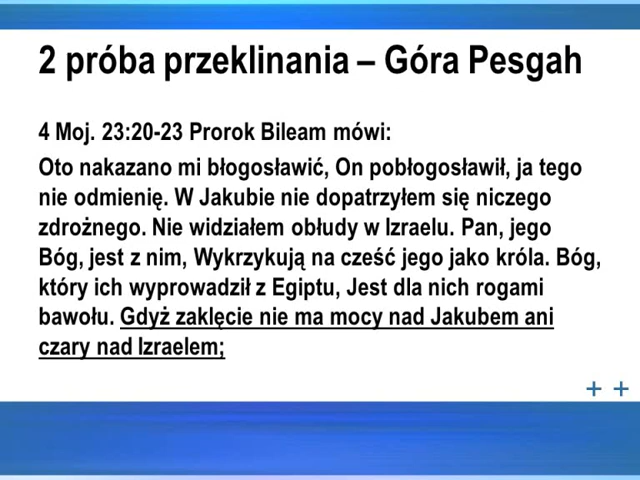 2 próba przeklinania – Góra Pesgah
4 Moj. 23:20-23 Prorok Bileam mówi:
Oto nakazano mi błogosławić, On pobłogosławił, ja tego
nie odmienię. W Jakubie nie dopatrzyłem się niczego
zdrożnego. Nie widziałem obłudy w Izraelu. Pan, jego
Bóg, jest z nim, Wykrzykują na cześć jego jako króla. Bóg,
który ich wyprowadził z Egiptu, Jest dla nich rogami
bawołu. Gdyż zaklęcie nie ma mocy nad Jakubem ani
czary nad Izraelem;
+ +